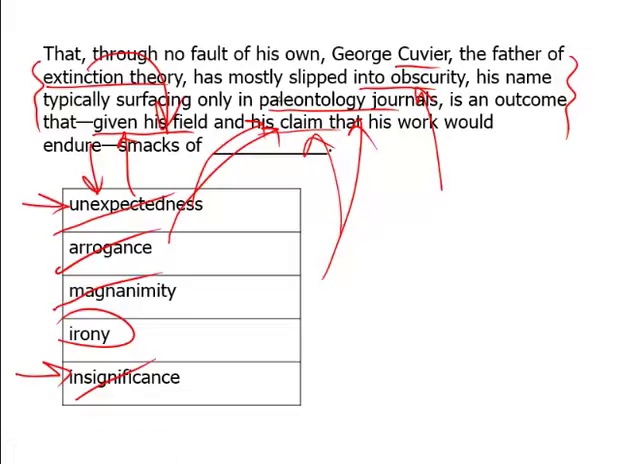 That, through no fault of his own, George Cuvier, the father of
extinction theory, has mostly slipped into obscurity, his name
typically surfacing only in paleontology journals, is an outcome
that—given his field and his claim that his work would
endure—smacks of ____________.
unexpectedness
arrogance
magnanimity
irony
insignificance